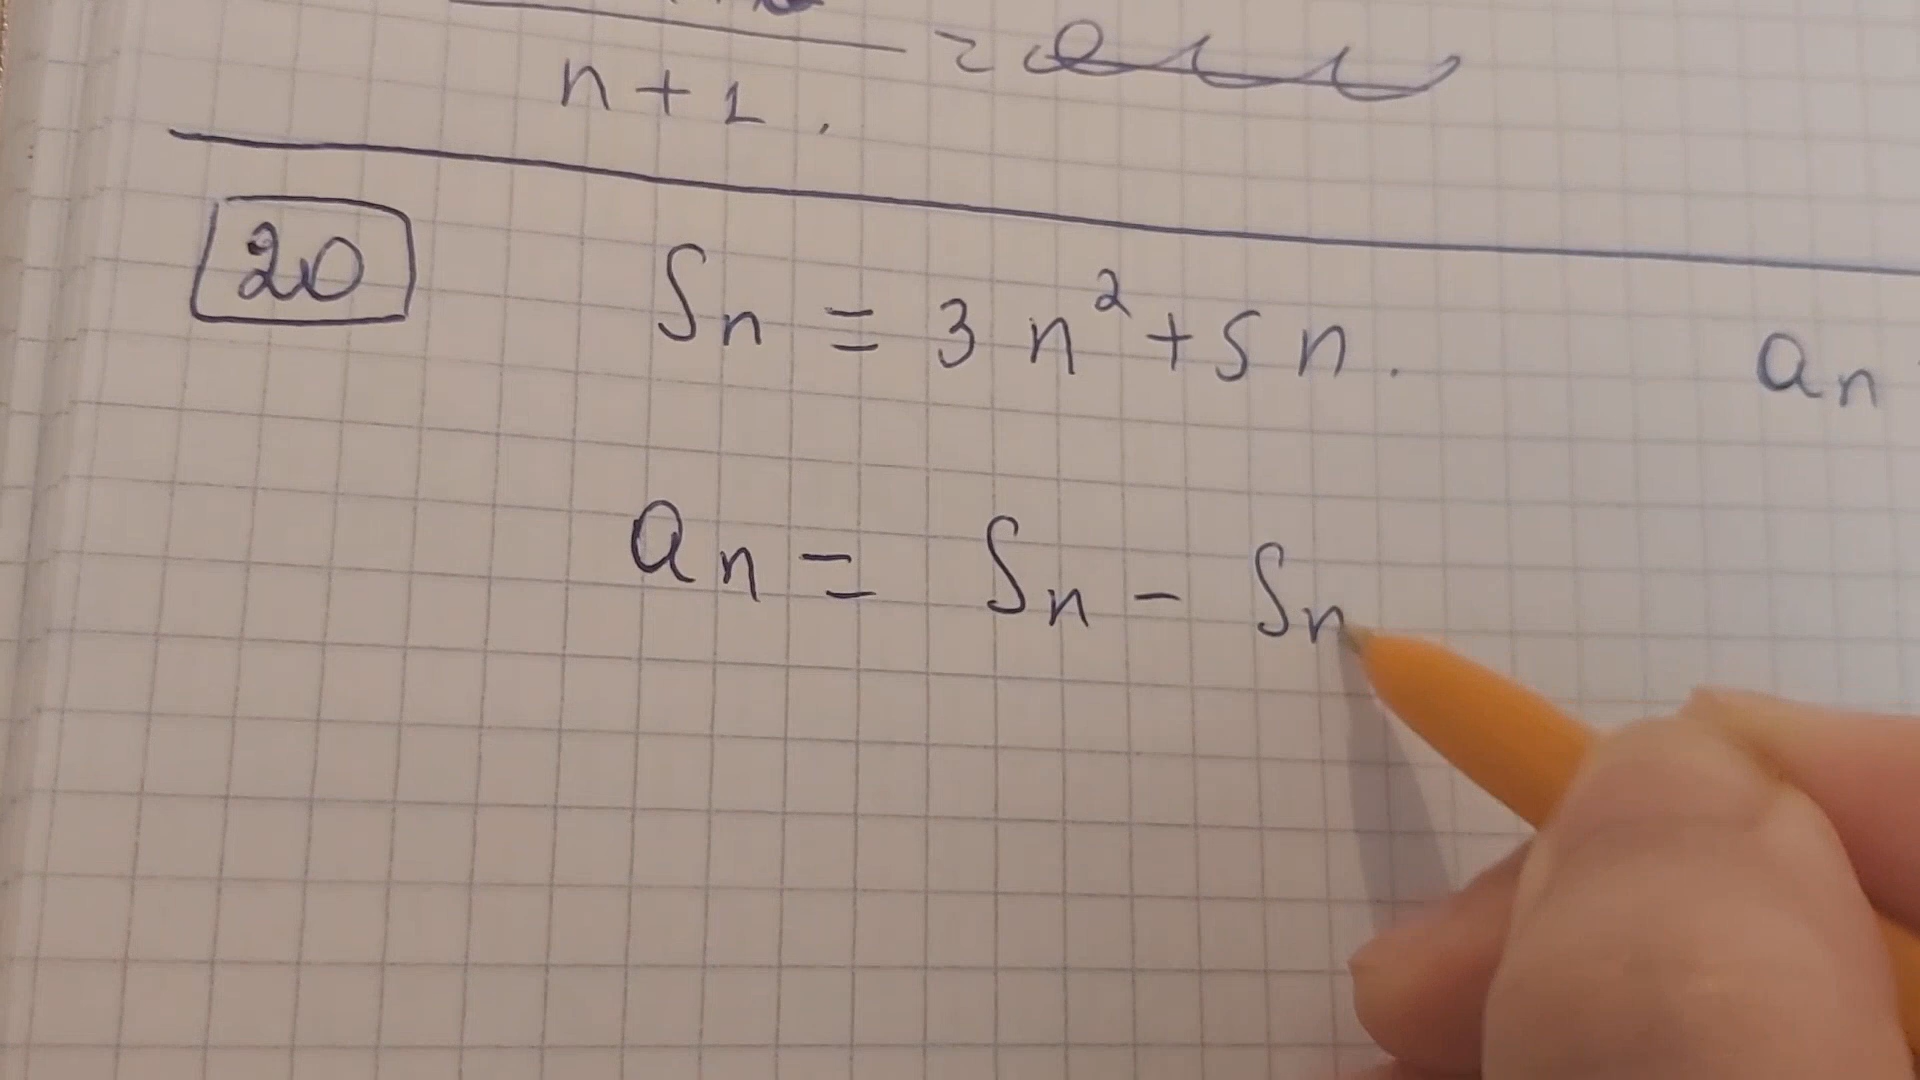 n+1.
20 Sₙ = 3n²+5n. aₙ
aₙ = Sₙ - Sₙ